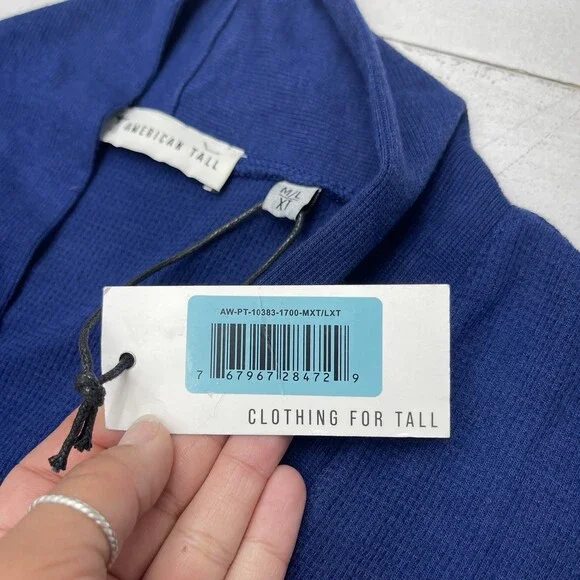 AMERICAN TALL
M/L
XT
AW-PT-10383-1700-MXT/LXT
7 67967 28472 9
CLOTHING FOR TALL